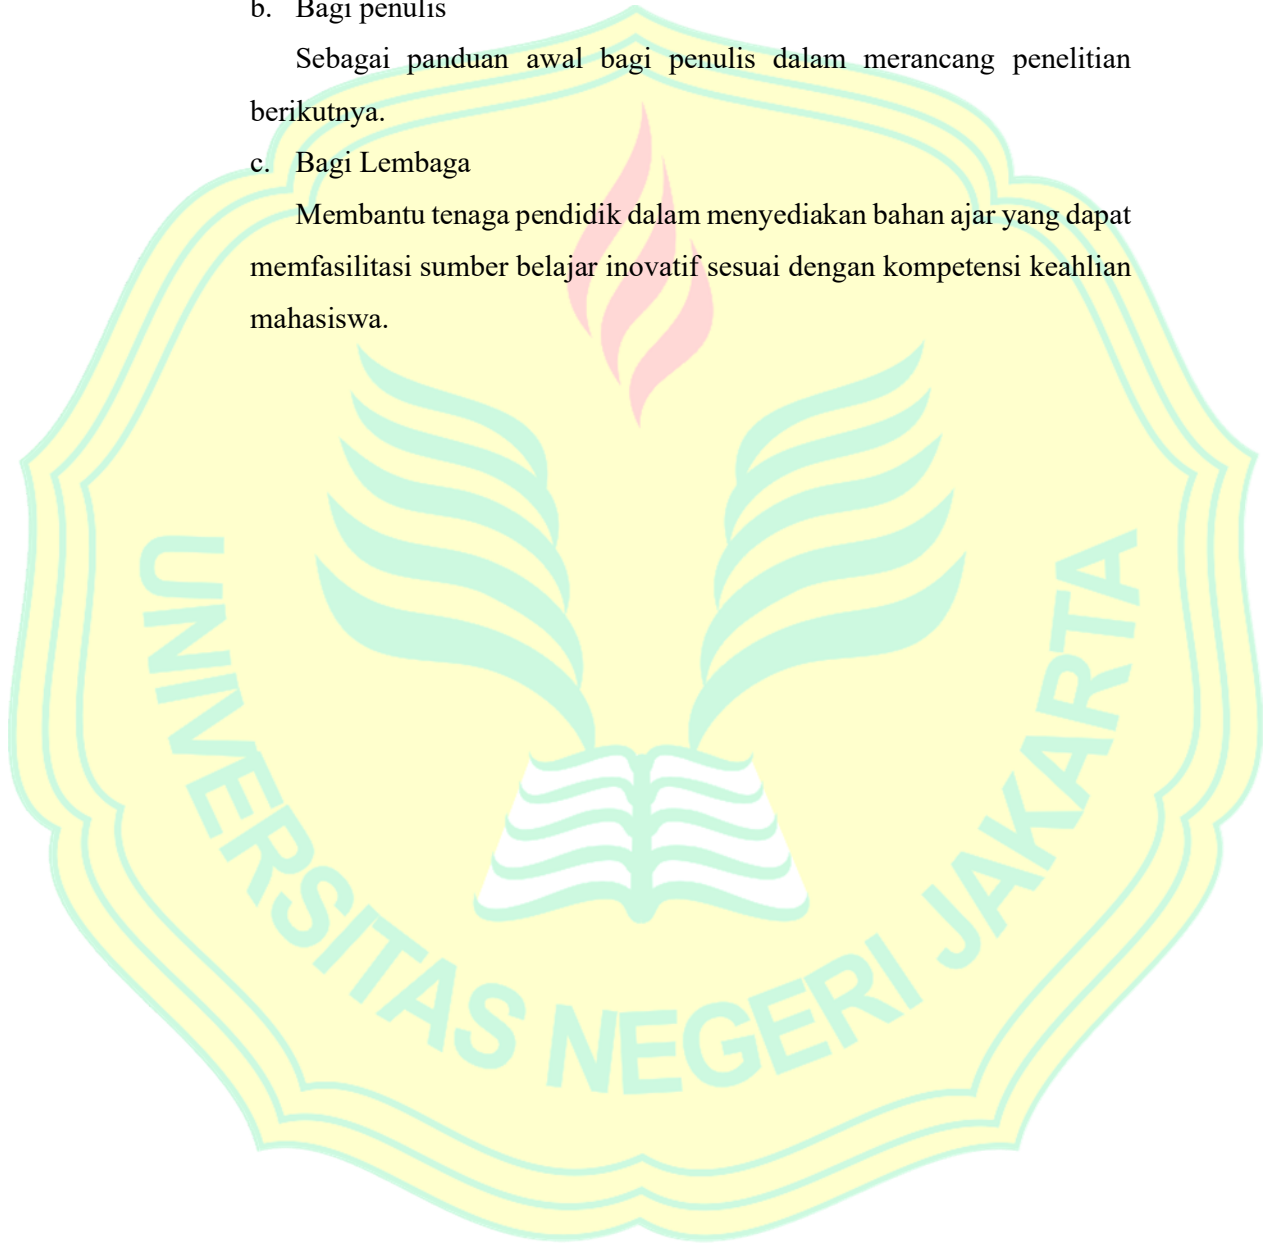 b. Bagi penulis
Sebagai panduan awal bagi penulis dalam merancang penelitian
berikutnya.
c. Bagi Lembaga
Membantu tenaga pendidik dalam menyediakan bahan ajar yang dapat
memfasilitasi sumber belajar inovatif sesuai dengan kompetensi keahlian
mahasiswa.
UNIVERSITAS NEGERI JAKARTA